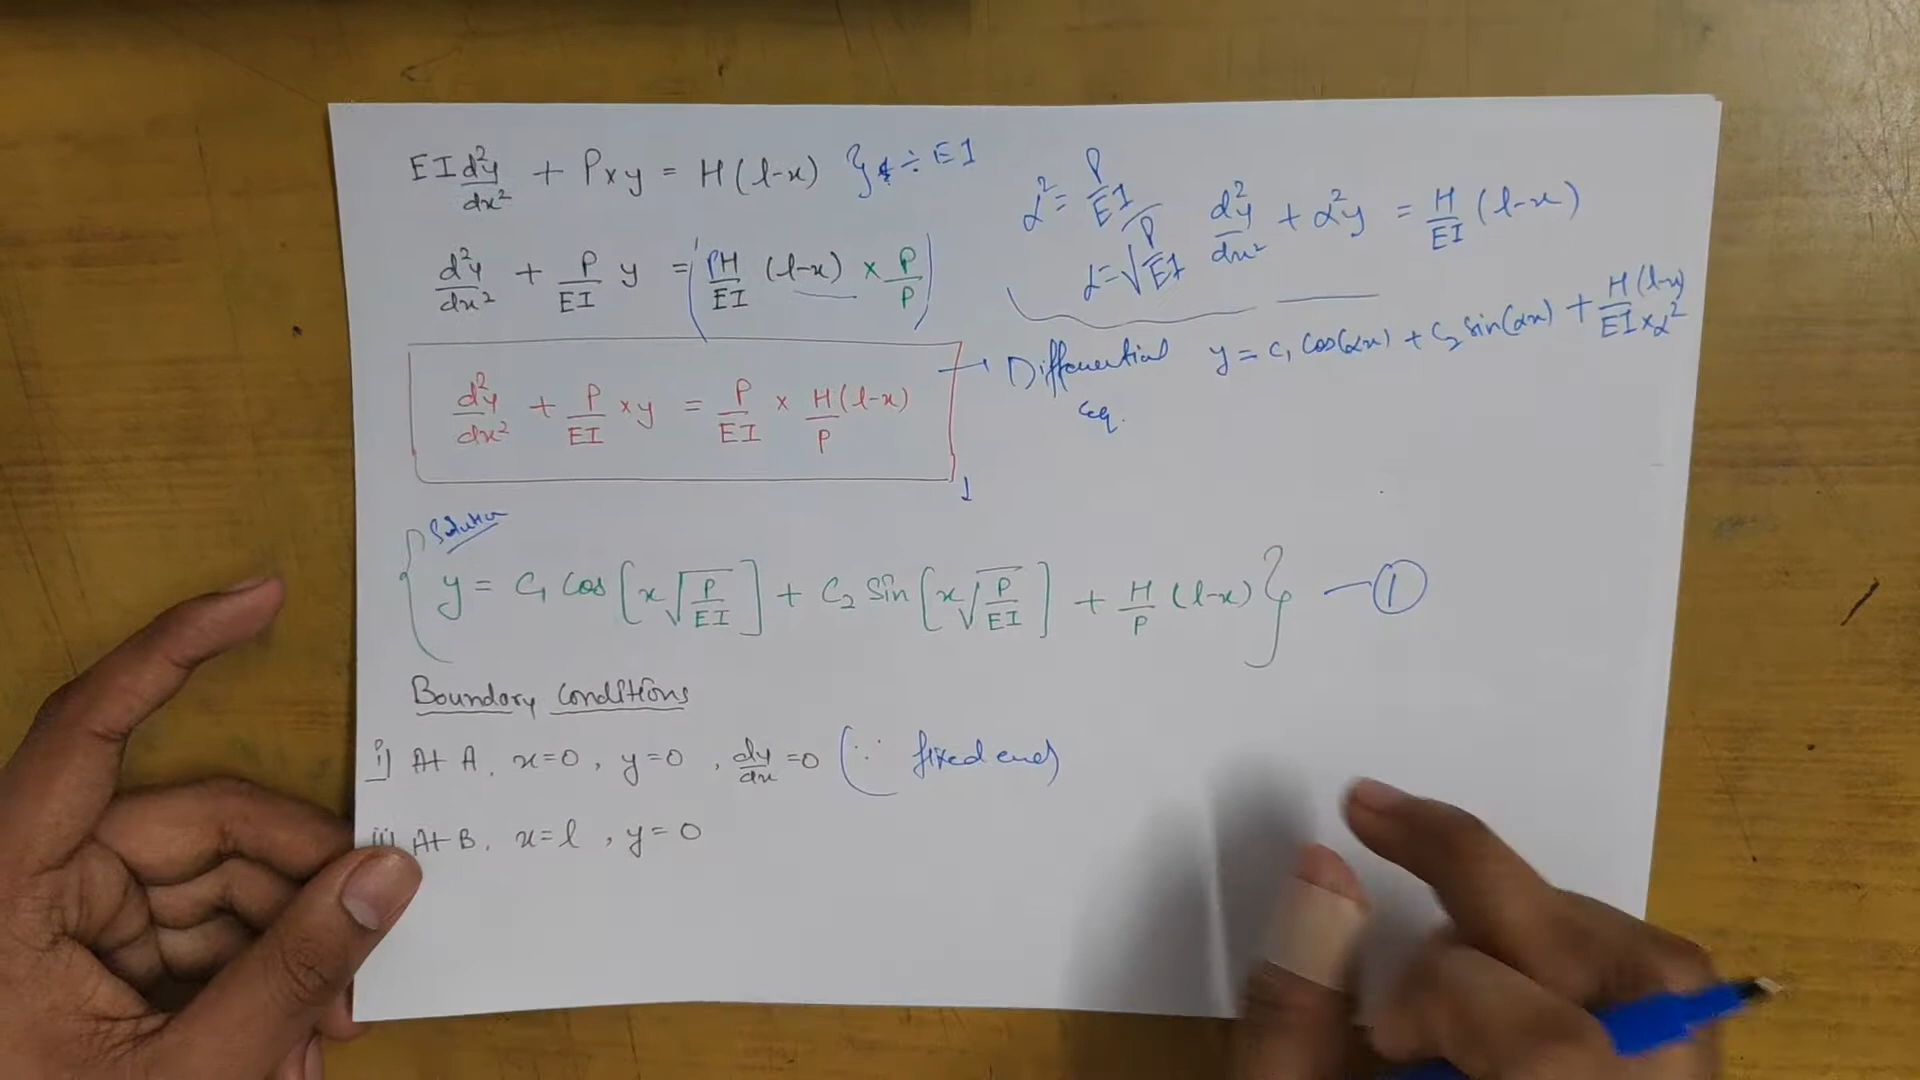 EI d²y/dx² + P x y = H (l-x) } ÷ EI
d²y/dx² + P/EI y = ( PH/EI (l-x) × P/P )
d²y/dx² + P/EI × y = P/EI × H(l-x)/P
α² = P/EI
α = √P/EI
d²y/dx² + α²y = H/EI (l-x)
→ Differential Eq.
y = C₁ cos(αx) + C₂ sin(αx) + H(l-x)/EI×α²
Solution
{ y = C₁ cos [x√P/EI] + C₂ sin [x√P/EI] + H/P (l-x) } — ①
Boundary conditions
i) At A, x=0, y=0, dy/dx =0 (∵ fixed end)
ii) At B, x=l, y=0